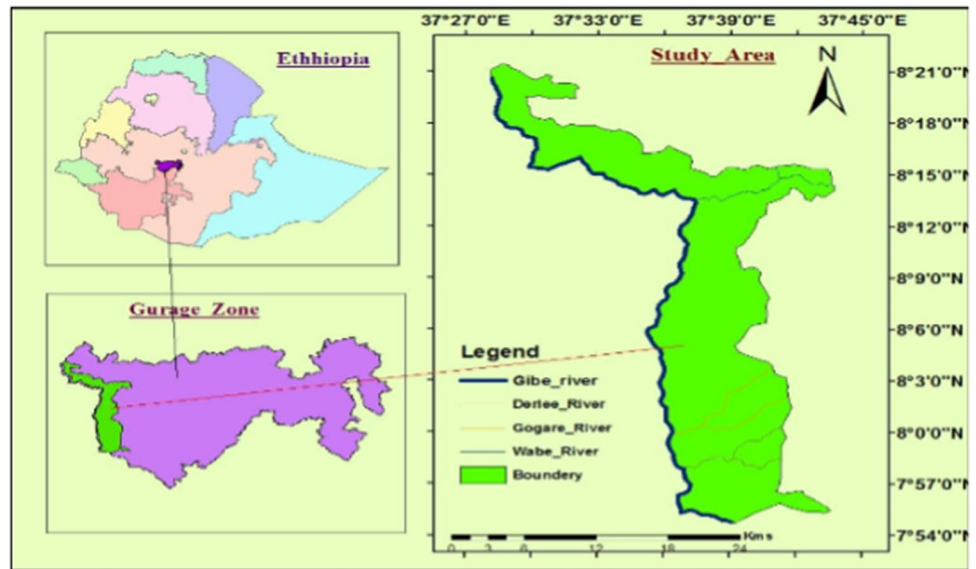 Ethhiopia
Gurage Zone
37°27'0"E 37°33'0"E 37°39'0"E 37°45'0"E
Study_Area
N
8°21'0"N
8°18'0"N
8°15'0"N
8°12'0"N
8°9'0"N
8°6'0"N
8°3'0"N
8°0'0"N
7°57'0"N
7°54'0"N
Legend
Gibe_river
Derlee_River
Gogare_River
Wabe_River
Boundery
0 3 6 12 18 24 Kms